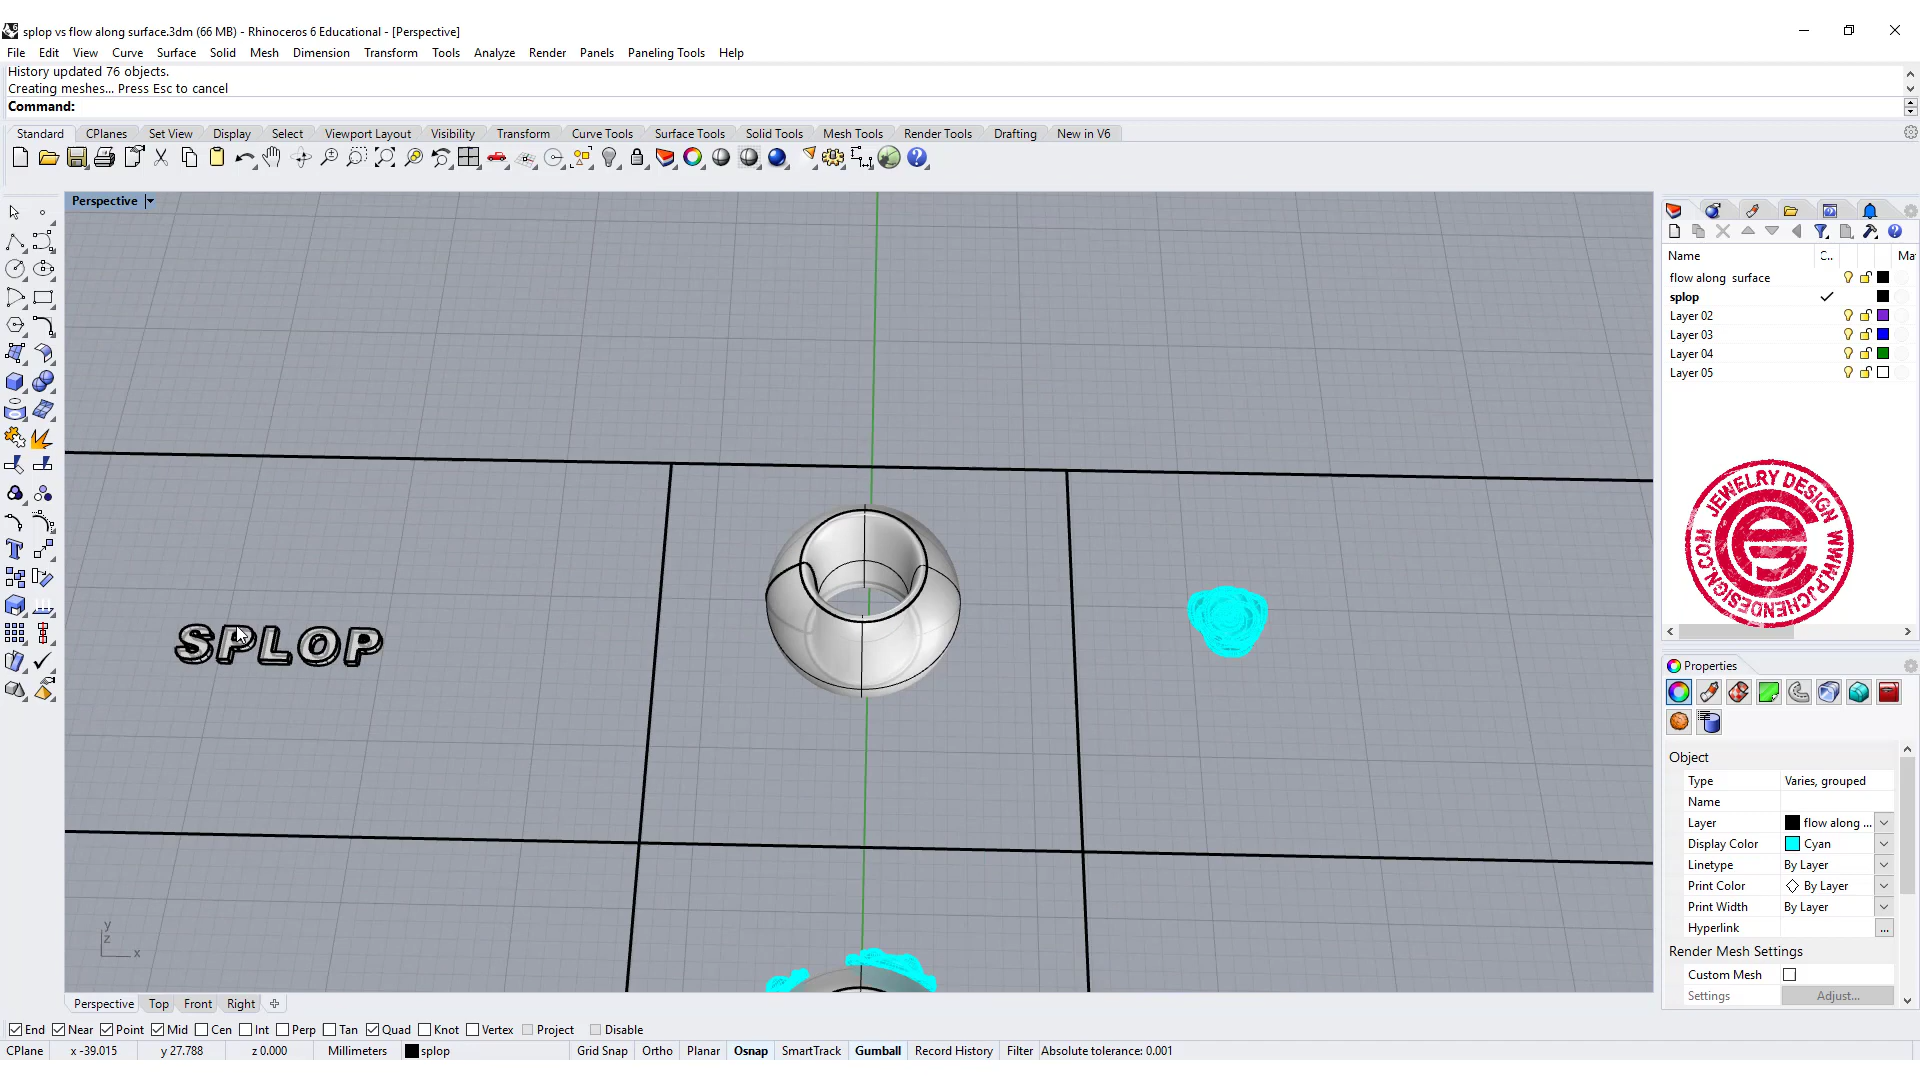 splop vs flow along surface.3dm (66 MB) - Rhinoceros 6 Educational - [Perspective]
File Edit View Curve Surface Solid Mesh Dimension Transform Tools Analyze Render Panels Paneling Tools Help
History updated 76 objects.
Creating meshes... Press Esc to cancel
Command:
Standard CPlanes Set View Display Select Viewport Layout Visibility Transform Curve Tools Surface Tools Solid Tools Mesh Tools Render Tools Drafting New in V6
Perspective
Name C.. Ma
flow along surface
splop
Layer 02
Layer 03
Layer 04
Layer 05
JEWELRY DESIGN
WWW.PJCHENDESIGN.COM
SPLOP
Properties
Object
Type Varies, grouped
Name
Layer flow along ...
Display Color Cyan
Linetype By Layer
Print Color By Layer
Print Width By Layer
Hyperlink ...
Render Mesh Settings
Custom Mesh
Settings Adjust...
y
z
x
Perspective Top Front Right
End Near Point Mid Cen Int Perp Tan Quad Knot Vertex Project Disable
CPlane x -39.015 y 27.788 z 0.000 Millimeters splop Grid Snap Ortho Planar Osnap SmartTrack Gumball Record History Filter Absolute tolerance: 0.001